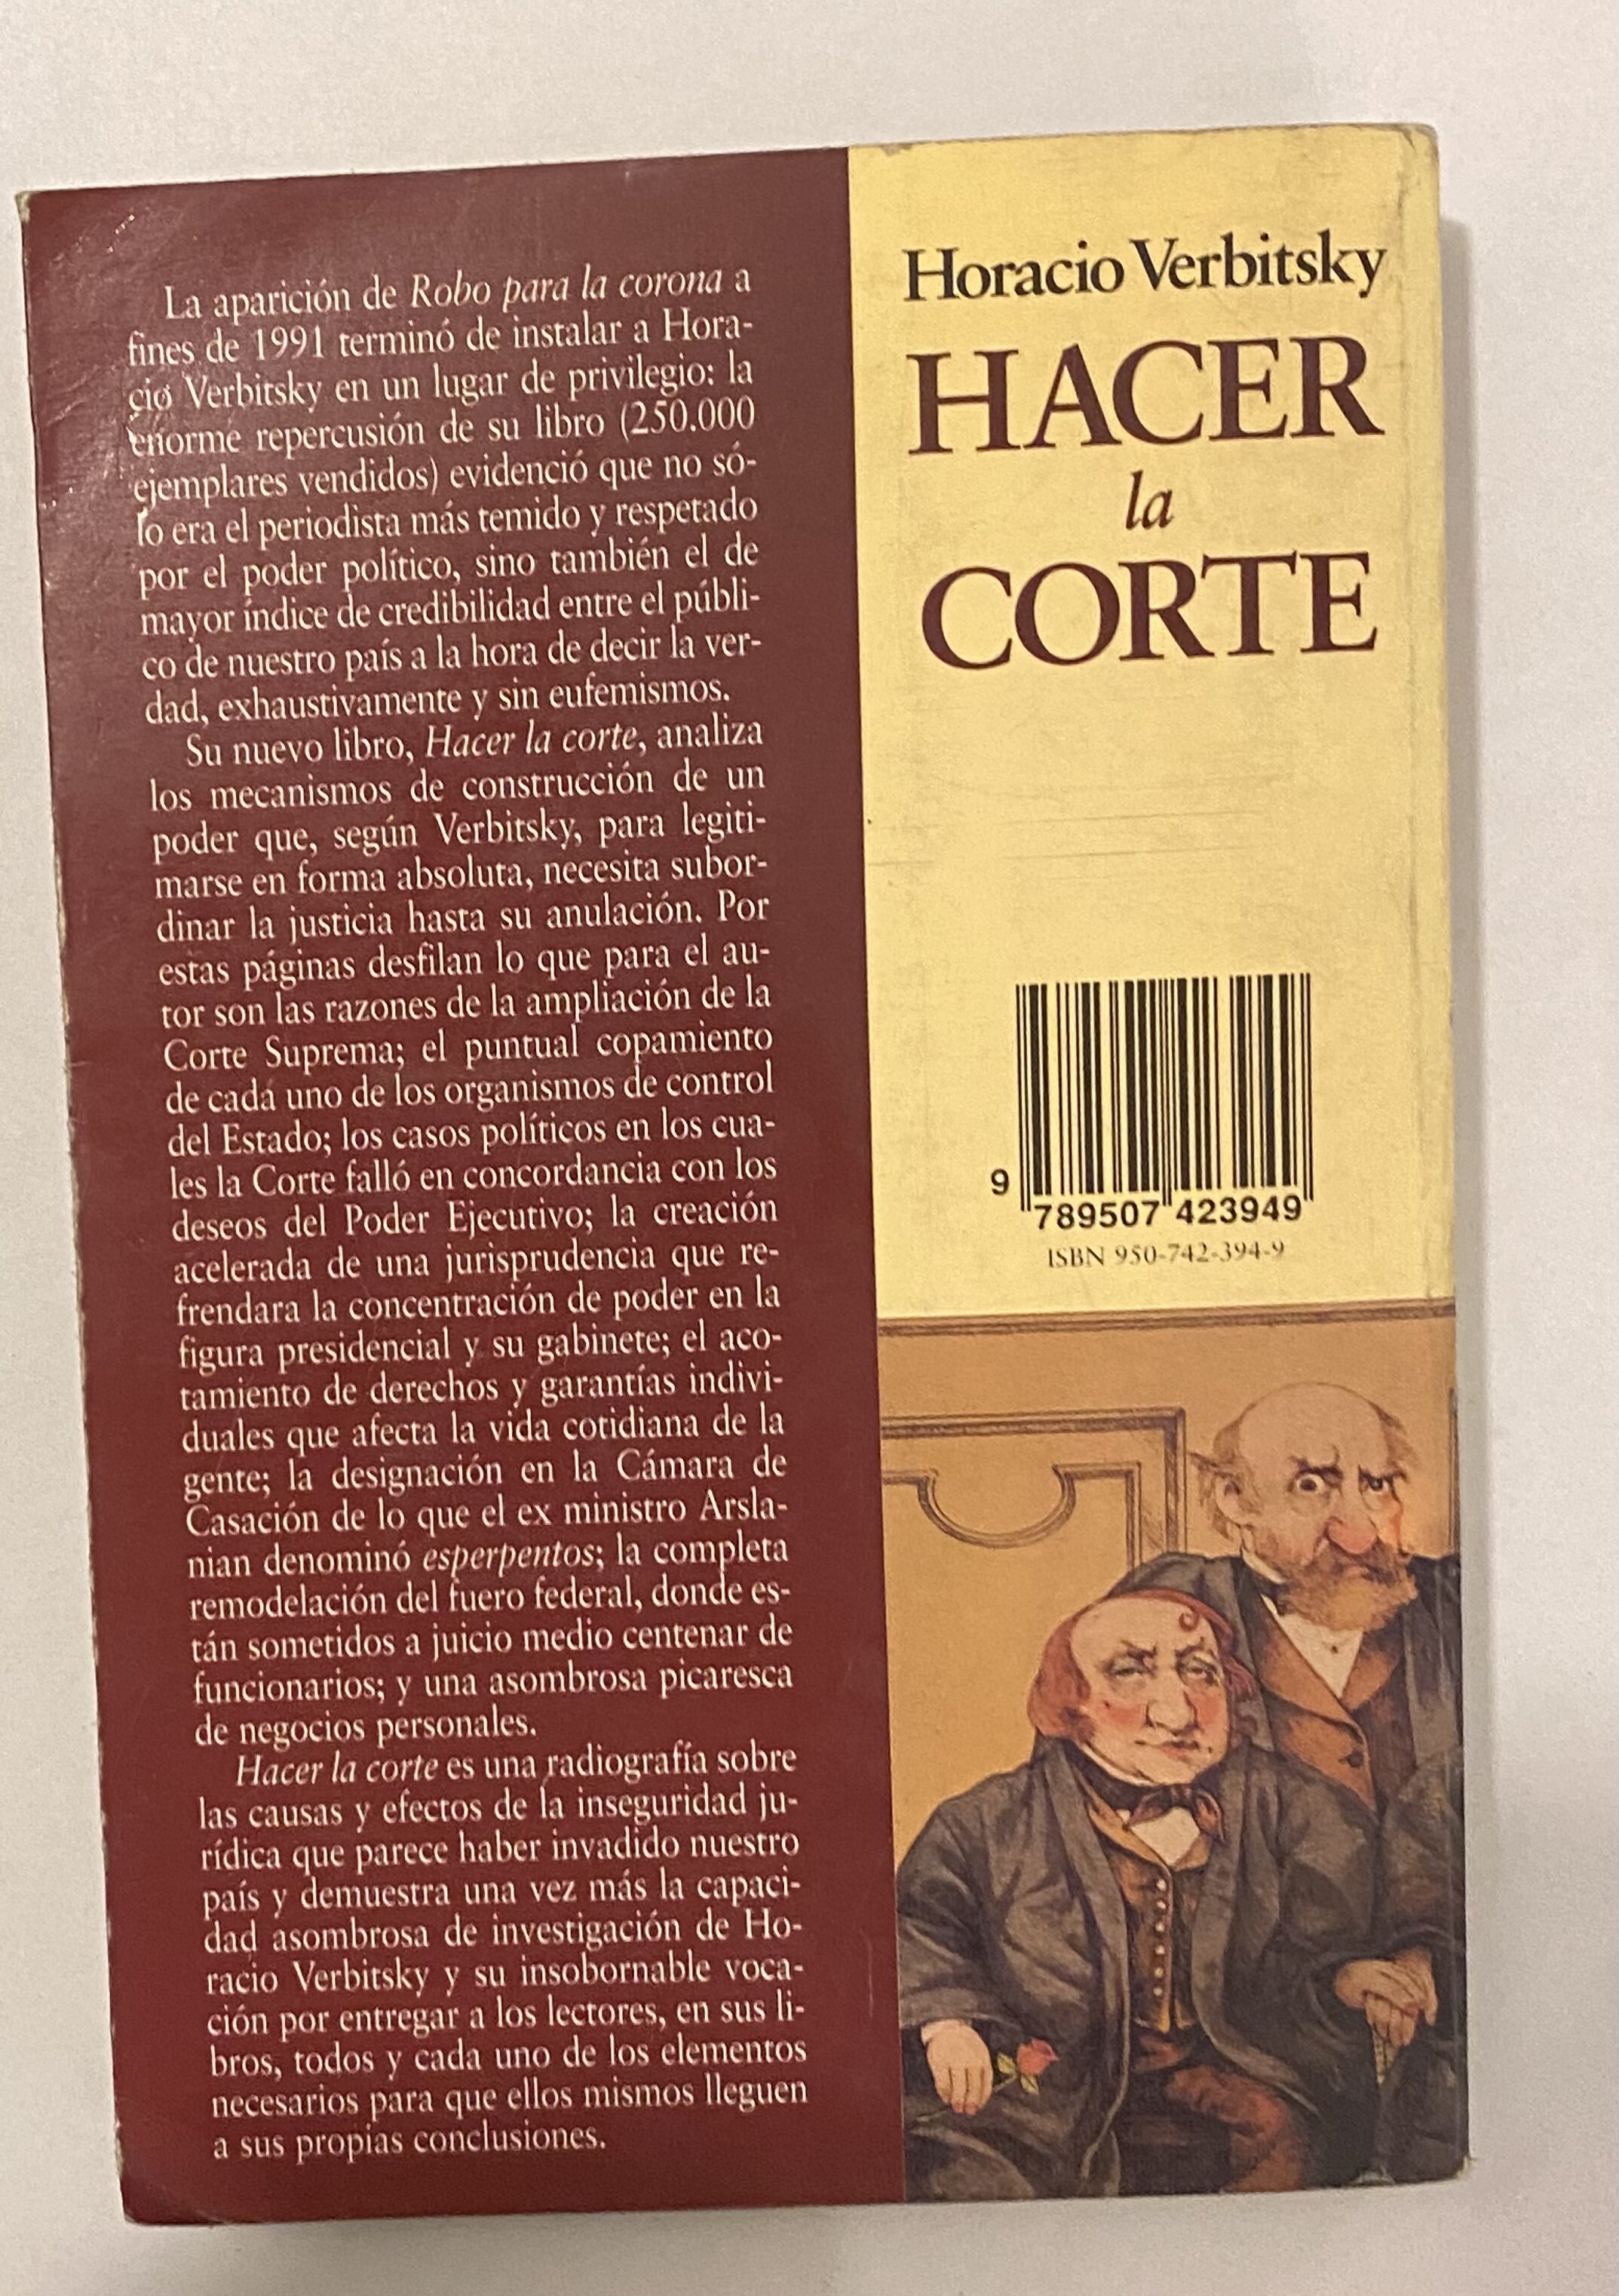 La aparición de Robo para la corona a
fines de 1991 terminó de instalar a Hora-
cio Verbitsky en un lugar de privilegio: la
enorme repercusión de su libro (250.000
ejemplares vendidos) evidenció que no só-
lo era el periodista más temido y respetado
por el poder político, sino también el de
mayor índice de credibilidad entre el públi-
co de nuestro país a la hora de decir la ver-
dad, exhaustivamente y sin eufemismos.
Su nuevo libro, Hacer la corte, analiza
los mecanismos de construcción de un
poder que, según Verbitsky, para legiti-
marse en forma absoluta, necesita subor-
dinar la justicia hasta su anulación. Por
estas páginas desfilan lo que para el au-
tor son las razones de la ampliación de la
Corte Suprema; el puntual copamiento
de cada uno de los organismos de control
del Estado; los casos políticos en los cua-
les la Corte falló en concordancia con los
deseos del Poder Ejecutivo; la creación
acelerada de una jurisprudencia que re-
frendara la concentración de poder en la
figura presidencial y su gabinete; el aco-
tamiento de derechos y garantías indivi-
duales que afecta la vida cotidiana de la
gente; la designación en la Cámara de
Casación de lo que el ex ministro Arsla-
nian denominó esperpentos; la completa
remodelación del fuero federal, donde es-
tán sometidos a juicio medio centenar de
funcionarios; y una asombrosa picaresca
de negocios personales.
Hacer la corte es una radiografía sobre
las causas y efectos de la inseguridad ju-
rídica que parece haber invadido nuestro
país y demuestra una vez más la capaci-
dad asombrosa de investigación de Ho-
racio Verbitsky y su insobornable voca-
ción por entregar a los lectores, en sus li-
bros, todos y cada uno de los elementos
necesarios para que ellos mismos lleguen
a sus propias conclusiones.
Horacio Verbitsky
HACER
la
CORTE
9 789507 423949
ISBN 950-742-394-9